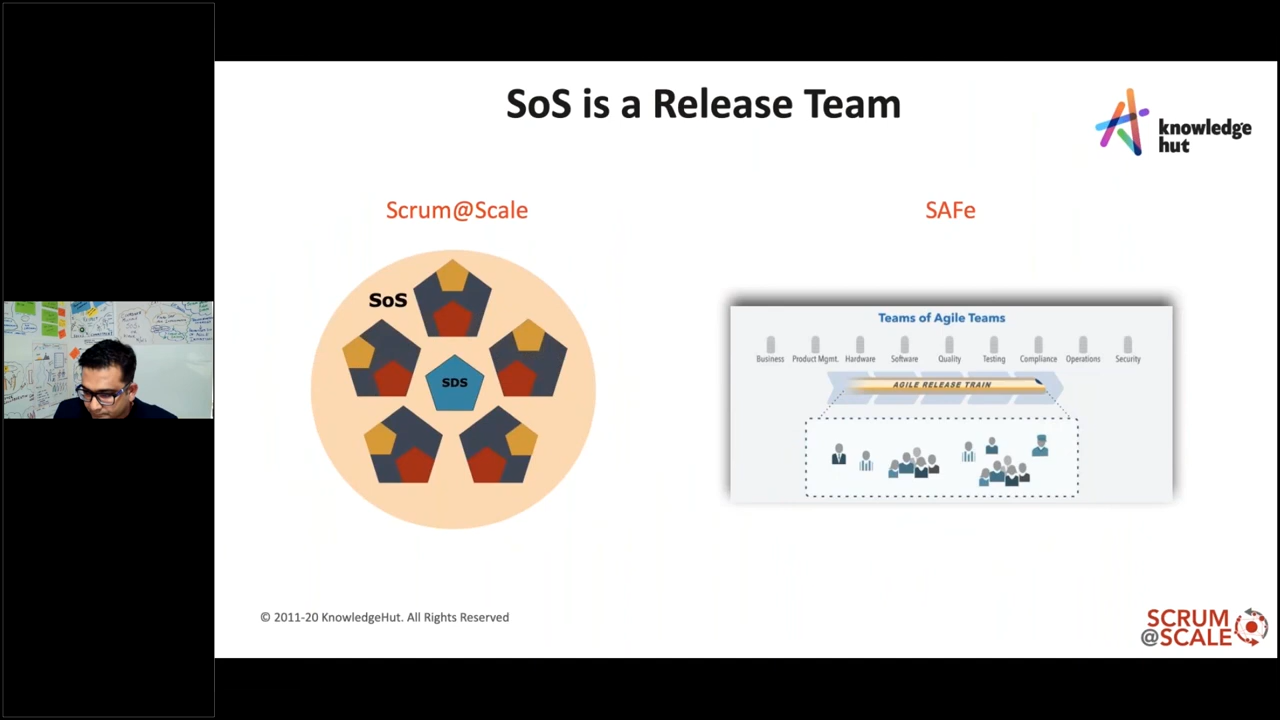 SoS is a Release Team
knowledge
hut
Scrum@Scale
SAFe
SoS
SDS
Teams of Agile Teams
Business Product Mgmt. Hardware Software Quality Testing Compliance Operations Security
AGILE RELEASE TRAIN
© 2011-20 KnowledgeHut. All Rights Reserved
SCRUM
@SCALE